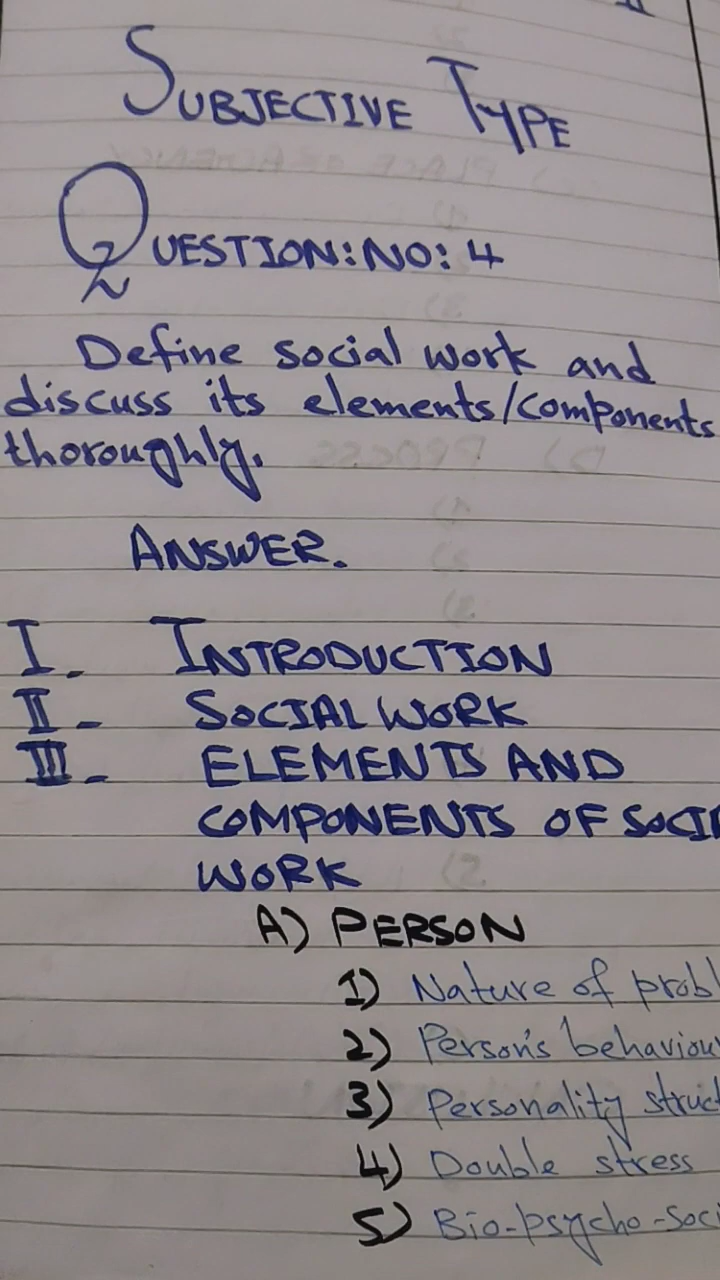 SUBJECTIVE TYPE
QUESTION:NO: 4
Define social work and
discuss its elements/components
thoroughly.
ANSWER.
I- INTRODUCTION
II- SOCIAL WORK
III- ELEMENTS AND
COMPONENTS OF
WORK
A) PERSON
1) Nature of
2) Person's
3) Personality
4) Double stress
5)